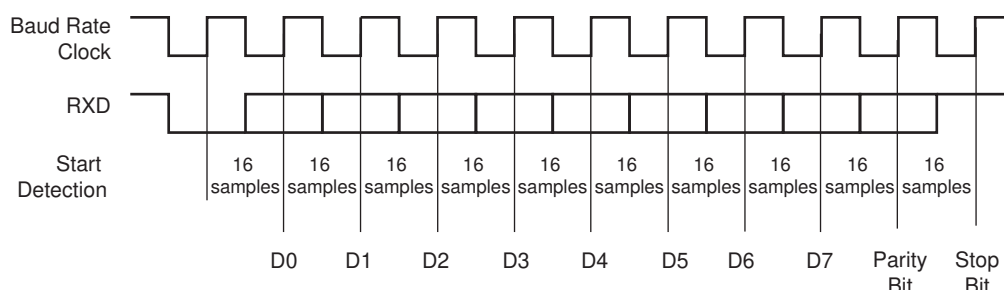 Baud Rate
Clock
RXD
Start
Detection
16 16 16 16 16 16 16 16 16 16
samples samples samples samples samples samples samples samples samples samples
D0 D1 D2 D3 D4 D5 D6 D7 Parity Stop
Bit Bit